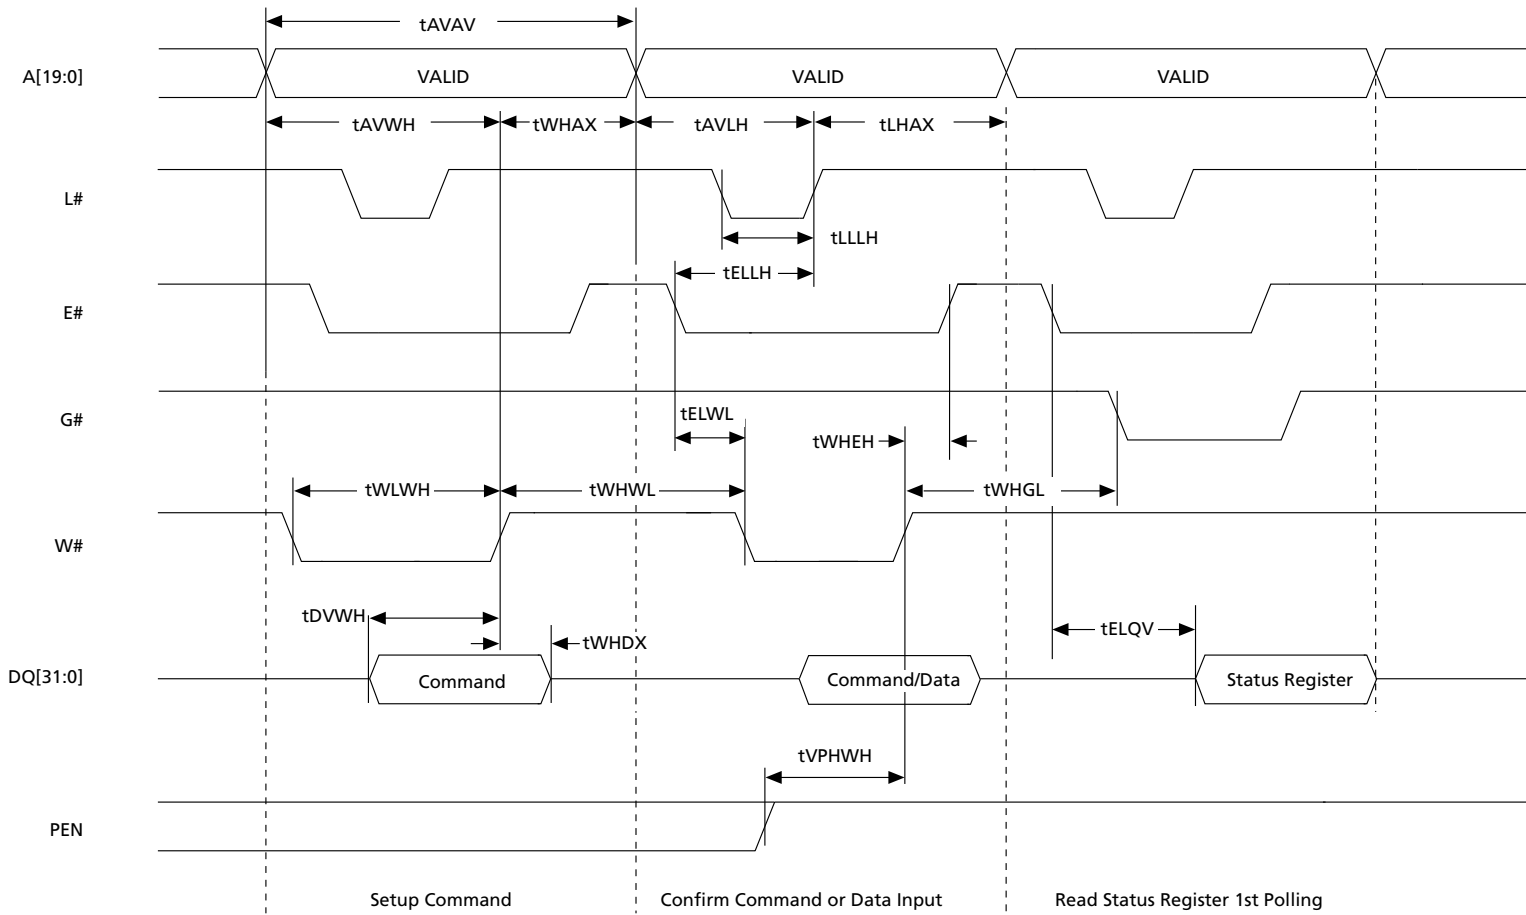 tAVAV
A[19:0]
VALID
VALID
VALID
tAVWH
tWHAX
tAVLH
tLHAX
L#
tLLLH
tELLH
E#
tELWL
G#
tWHEH
tWLWH
tWHWL
tWHGL
W#
tDVWH
tWHDX
tELQV
DQ[31:0]
Command
Command/Data
Status Register
tVPHWH
PEN
Setup Command
Confirm Command or Data Input
Read Status Register 1st Polling